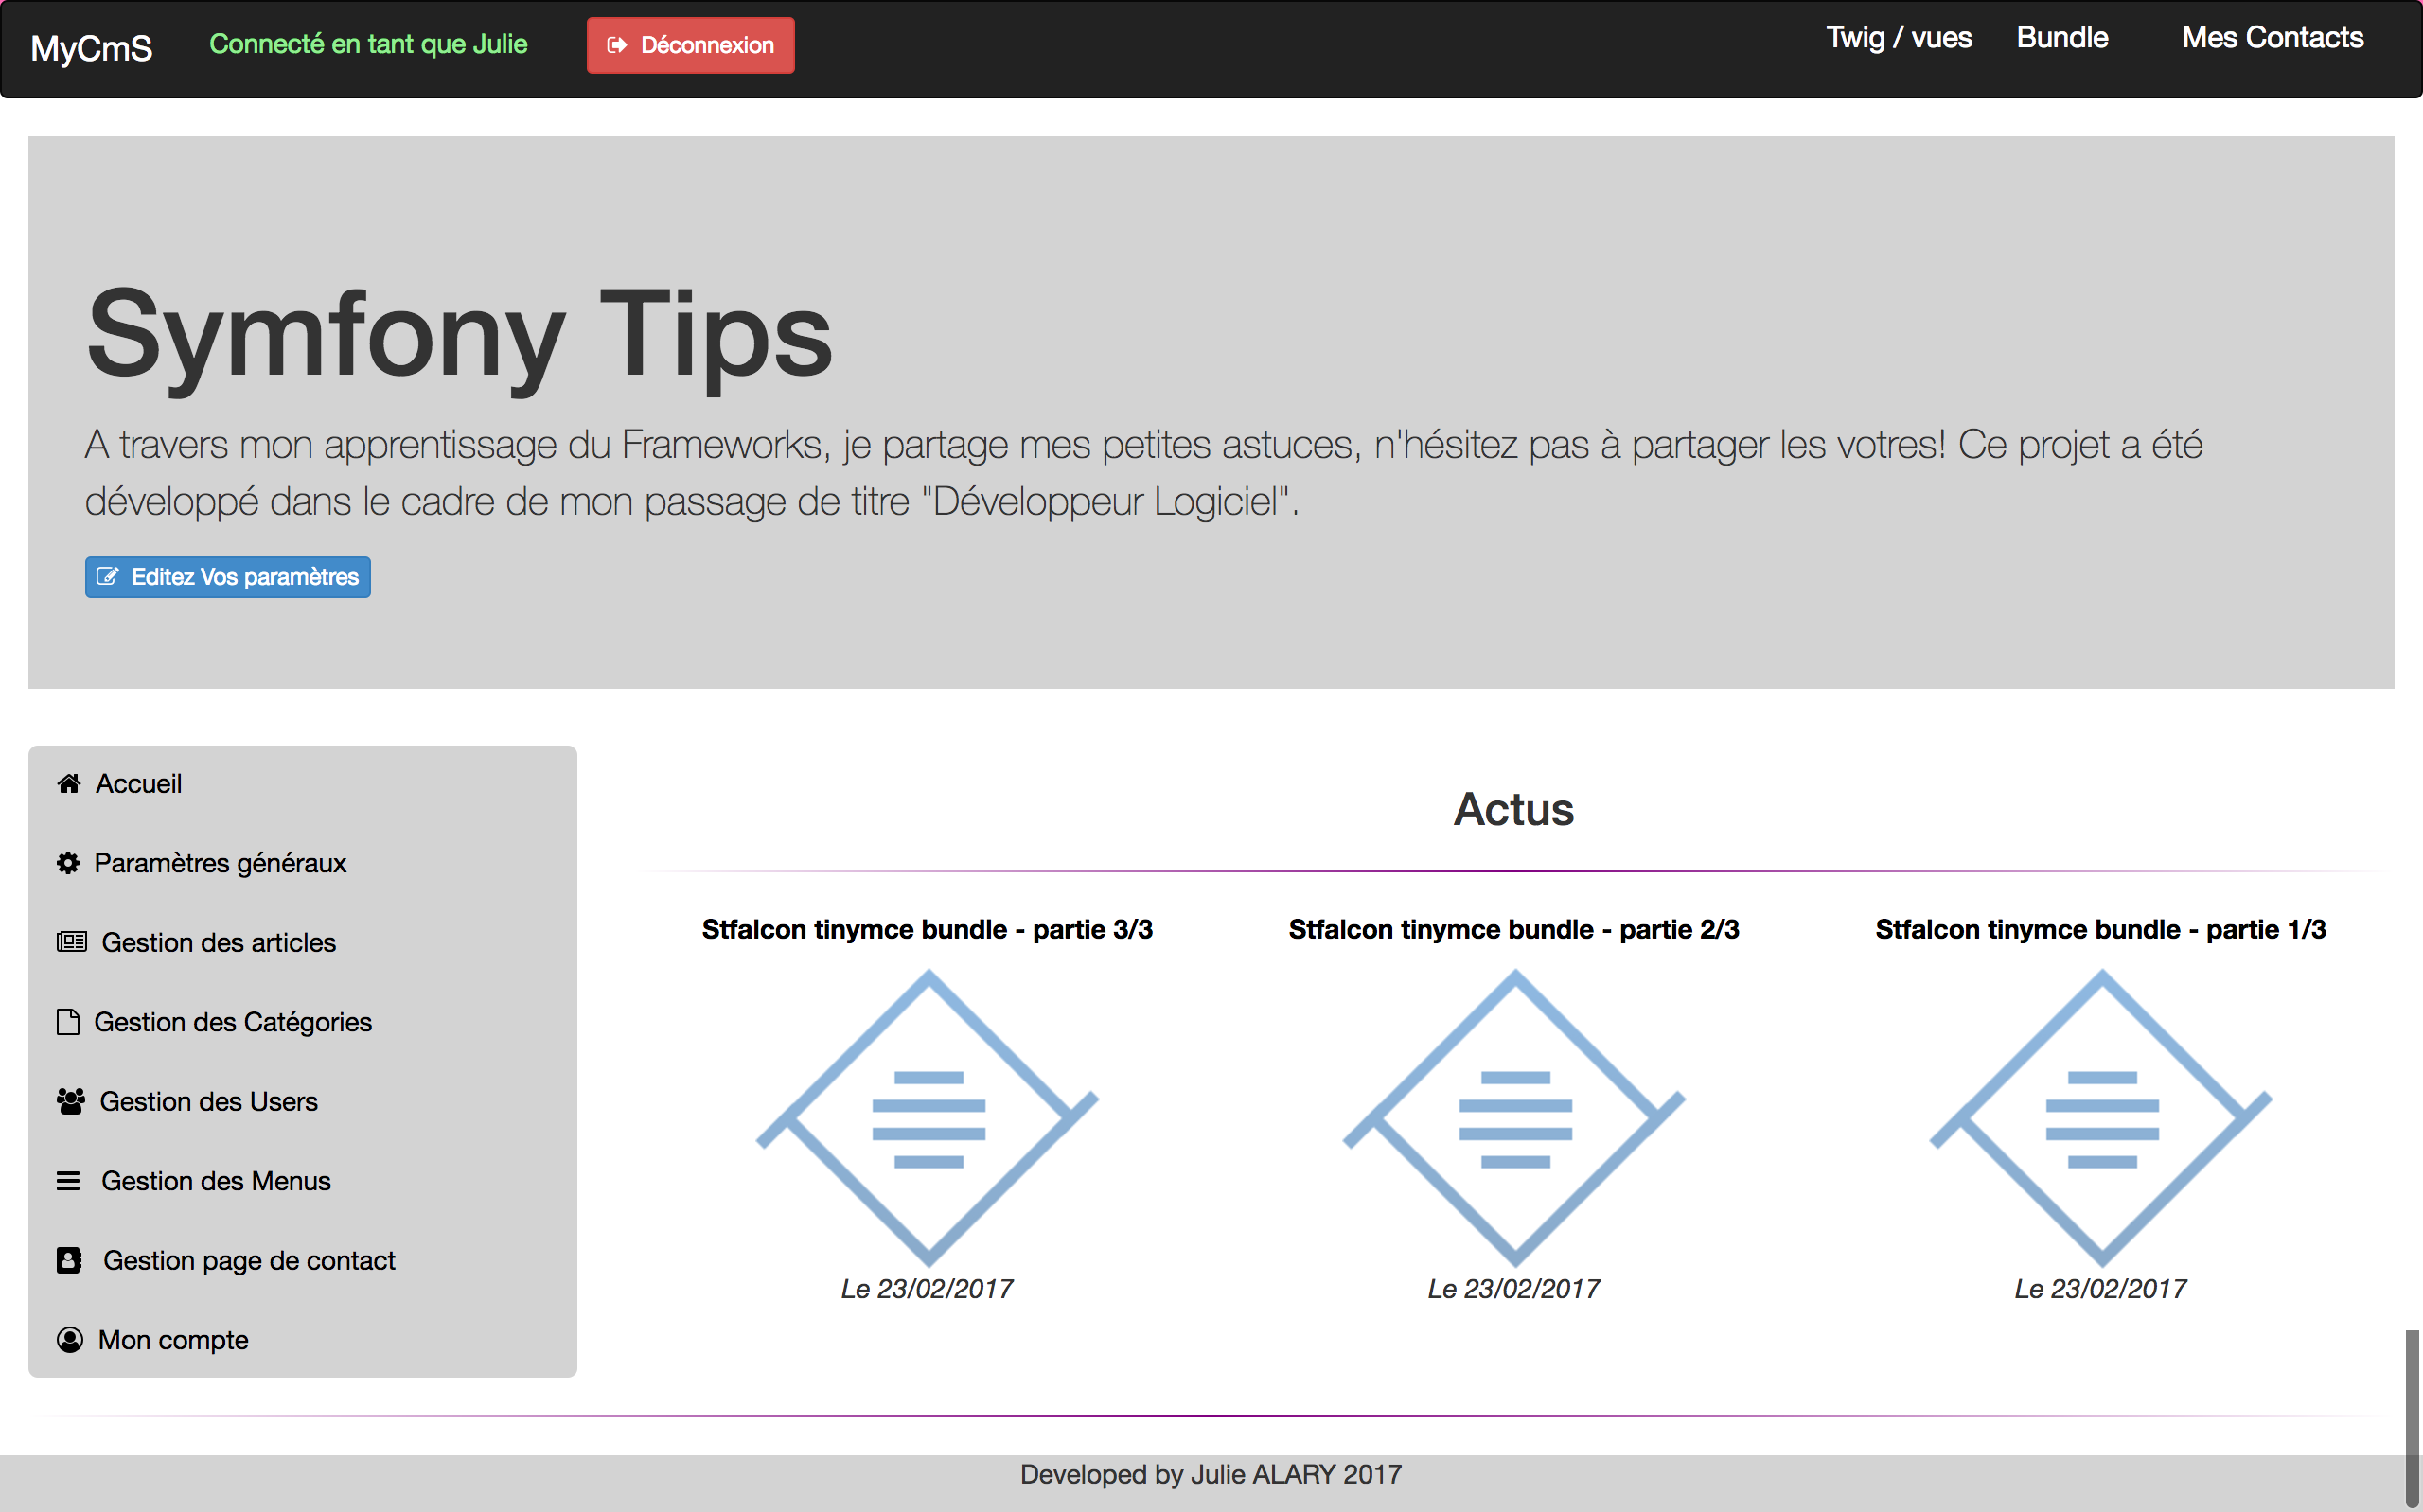 MyCmS
Connecté en tant que Julie
Déconnexion
Twig / vues
Bundle
Mes Contacts
Symfony Tips
A travers mon apprentissage du Frameworks, je partage mes petites astuces, n'hésitez pas à partager les votres! Ce projet a été
développé dans le cadre de mon passage de titre "Développeur Logiciel".
Editez Vos paramètres
Accueil
Paramètres généraux
Gestion des articles
Gestion des Catégories
Gestion des Users
Gestion des Menus
Gestion page de contact
Mon compte
Actus
Stfalcon tinymce bundle - partie 3/3
Le 23/02/2017
Stfalcon tinymce bundle - partie 2/3
Le 23/02/2017
Stfalcon tinymce bundle - partie 1/3
Le 23/02/2017
Developed by Julie ALARY 2017